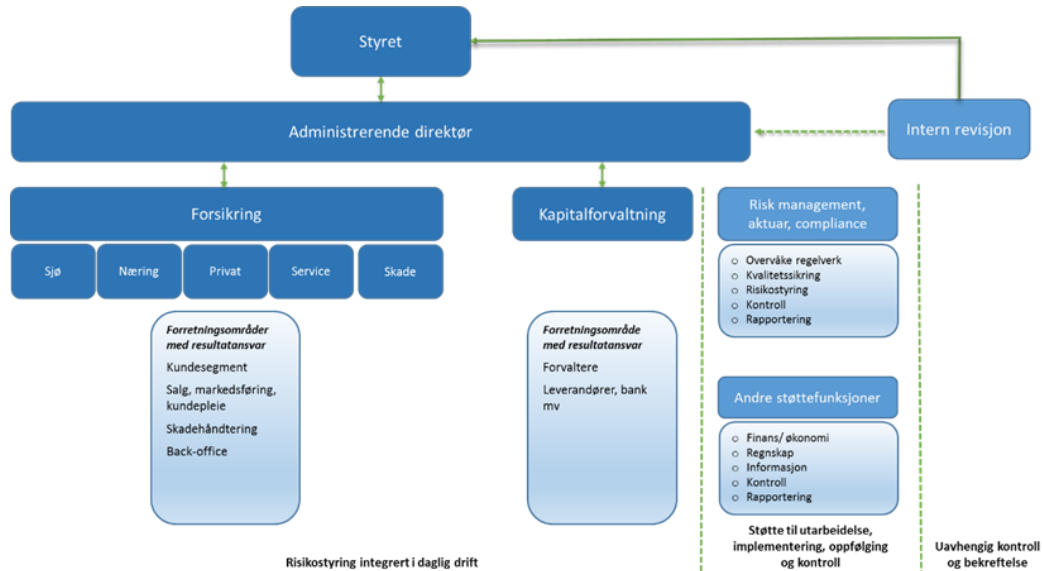 Styret
Administrerende direktør
Intern revisjon
Forsikring
Kapitalforvaltning
Risk management,
aktuar, compliance
Sjø
Næring
Privat
Service
Skade
o Overvåke regelverk
o Kvalitetssikring
o Risikostyring
o Kontroll
o Rapportering
Forretningsområder
med resultatansvar
Kundesegment
Salg, markedsføring,
kundepleie
Skadehåndtering
Back-office
Forretningsområde
med resultatansvar
Forvaltere
Leverandører, bank
mv
Andre støttefunksjoner
o Finans/ økonomi
o Regnskap
o Informasjon
o Kontroll
o Rapportering
Risikostyring integrert i daglig drift
Støtte til utarbeidelse,
implementering, oppfølging
og kontroll
Uavhengig kontroll
og bekreftelse